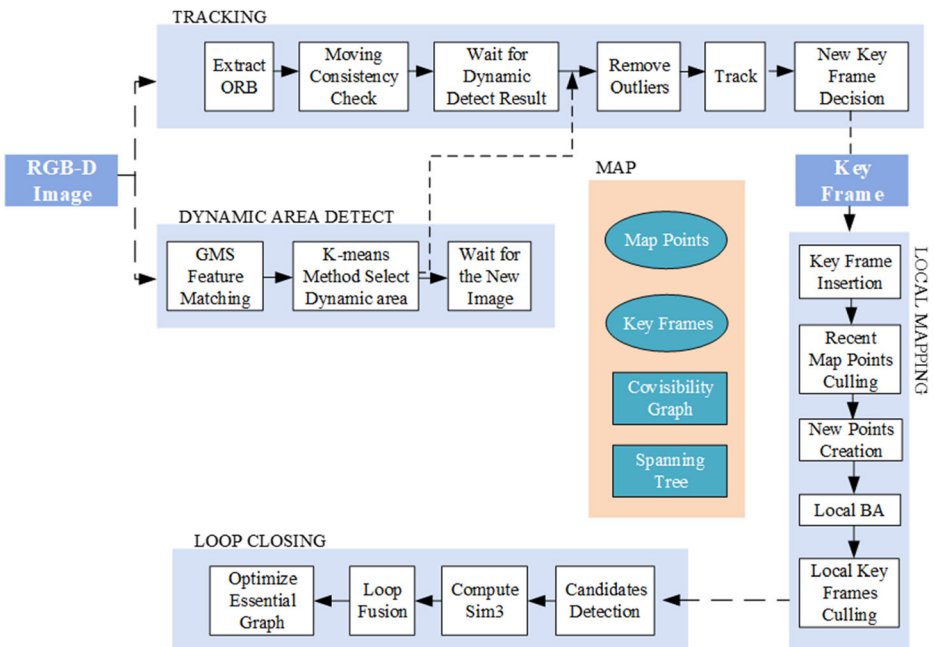 TRACKING
Extract
ORB
Moving
Consistency
Check
Wait for
Dynamic
Detect Result
Remove
Outliers
Track
New Key
Frame
Decision
RGB-D
Image
Key
Frame
DYNAMIC AREA DETECT
GMS
Feature
Matching
K-means
Method Select
Dynamic area
Wait for
the New
Image
MAP
Map Points
Key Frames
Covisibility
Graph
Spanning
Tree
LOCAL MAPPING
Key Frame
Insertion
Recent
Map Points
Culling
New Points
Creation
Local BA
Local Key
Frames
Culling
LOOP CLOSING
Optimize
Essential
Graph
Loop
Fusion
Compute
Sim3
Candidates
Detection